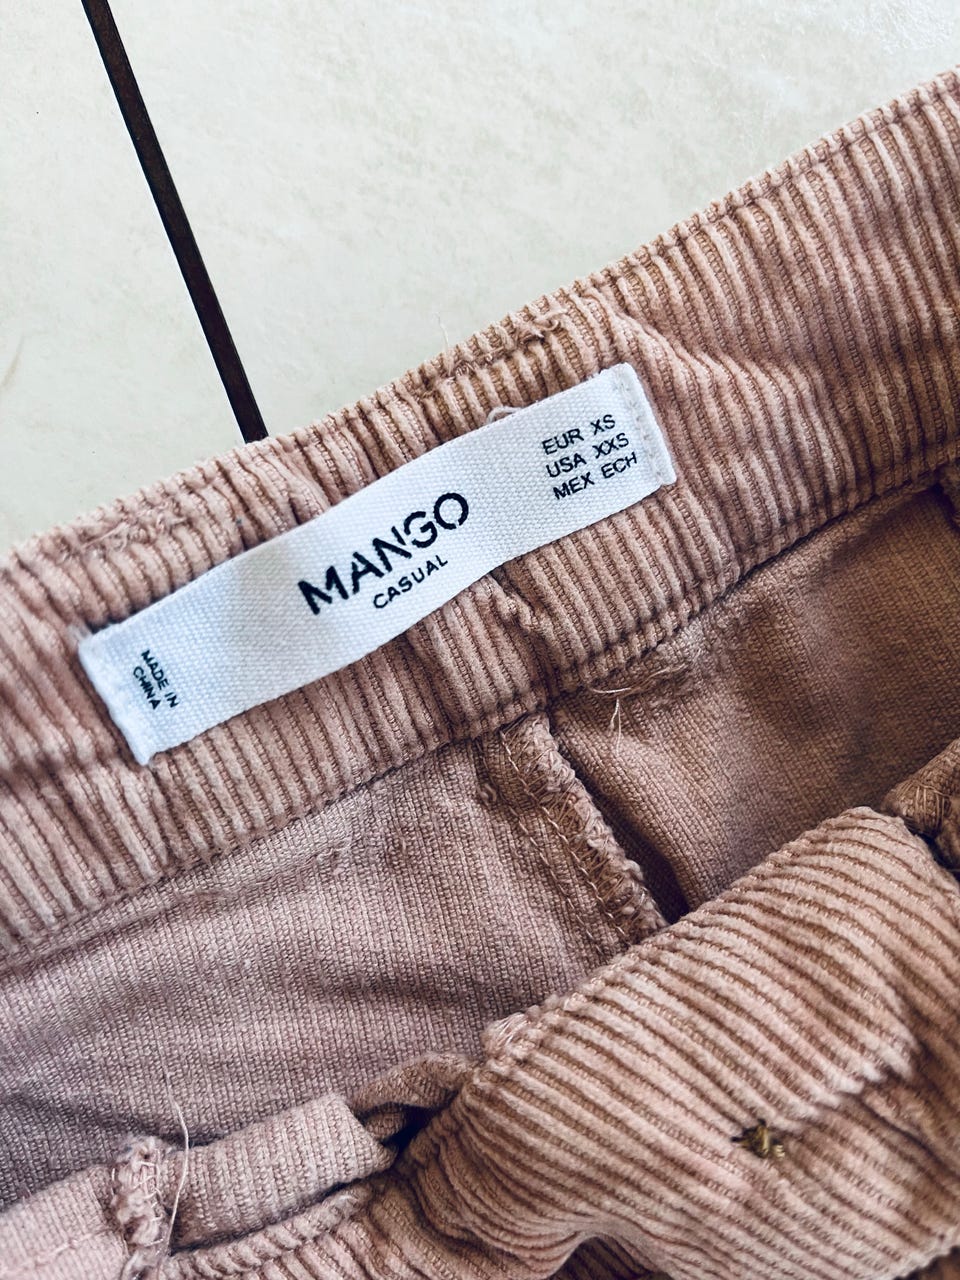 MANGO
CASUAL
EUR XS
USA XXS
MEX ECH
MADE IN
CHINA